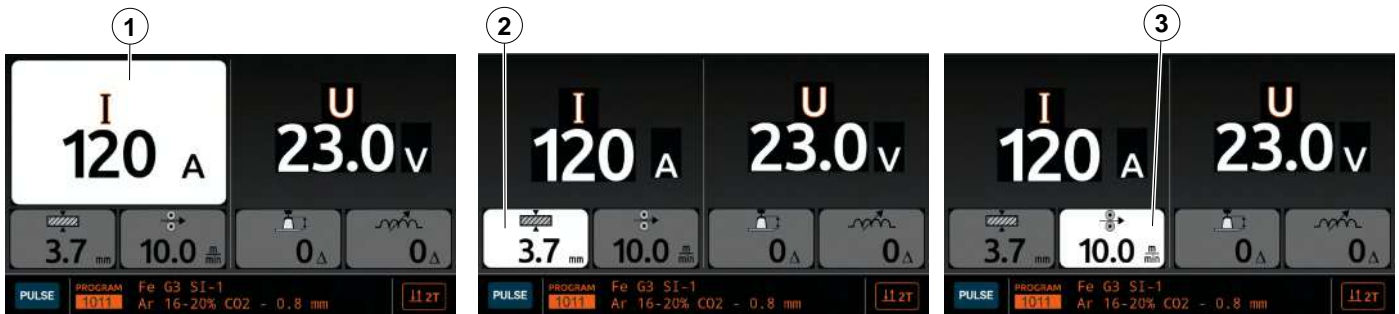 1
I
120 A
U
23.0 V
3.7 mm
10.0 m/min
0 Δ
0 Δ
PULSE
PROGRAM
1011
Fe G3 SI-1
Ar 16-20% CO2 - 0.8 mm
2T
2
I
120 A
U
23.0 V
3.7 mm
10.0 m/min
0 Δ
0 Δ
PULSE
PROGRAM
1011
Fe G3 SI-1
Ar 16-20% CO2 - 0.8 mm
2T
3
I
120 A
U
23.0 V
3.7 mm
10.0 m/min
0 Δ
0 Δ
PULSE
PROGRAM
1011
Fe G3 SI-1
Ar 16-20% CO2 - 0.8 mm
2T